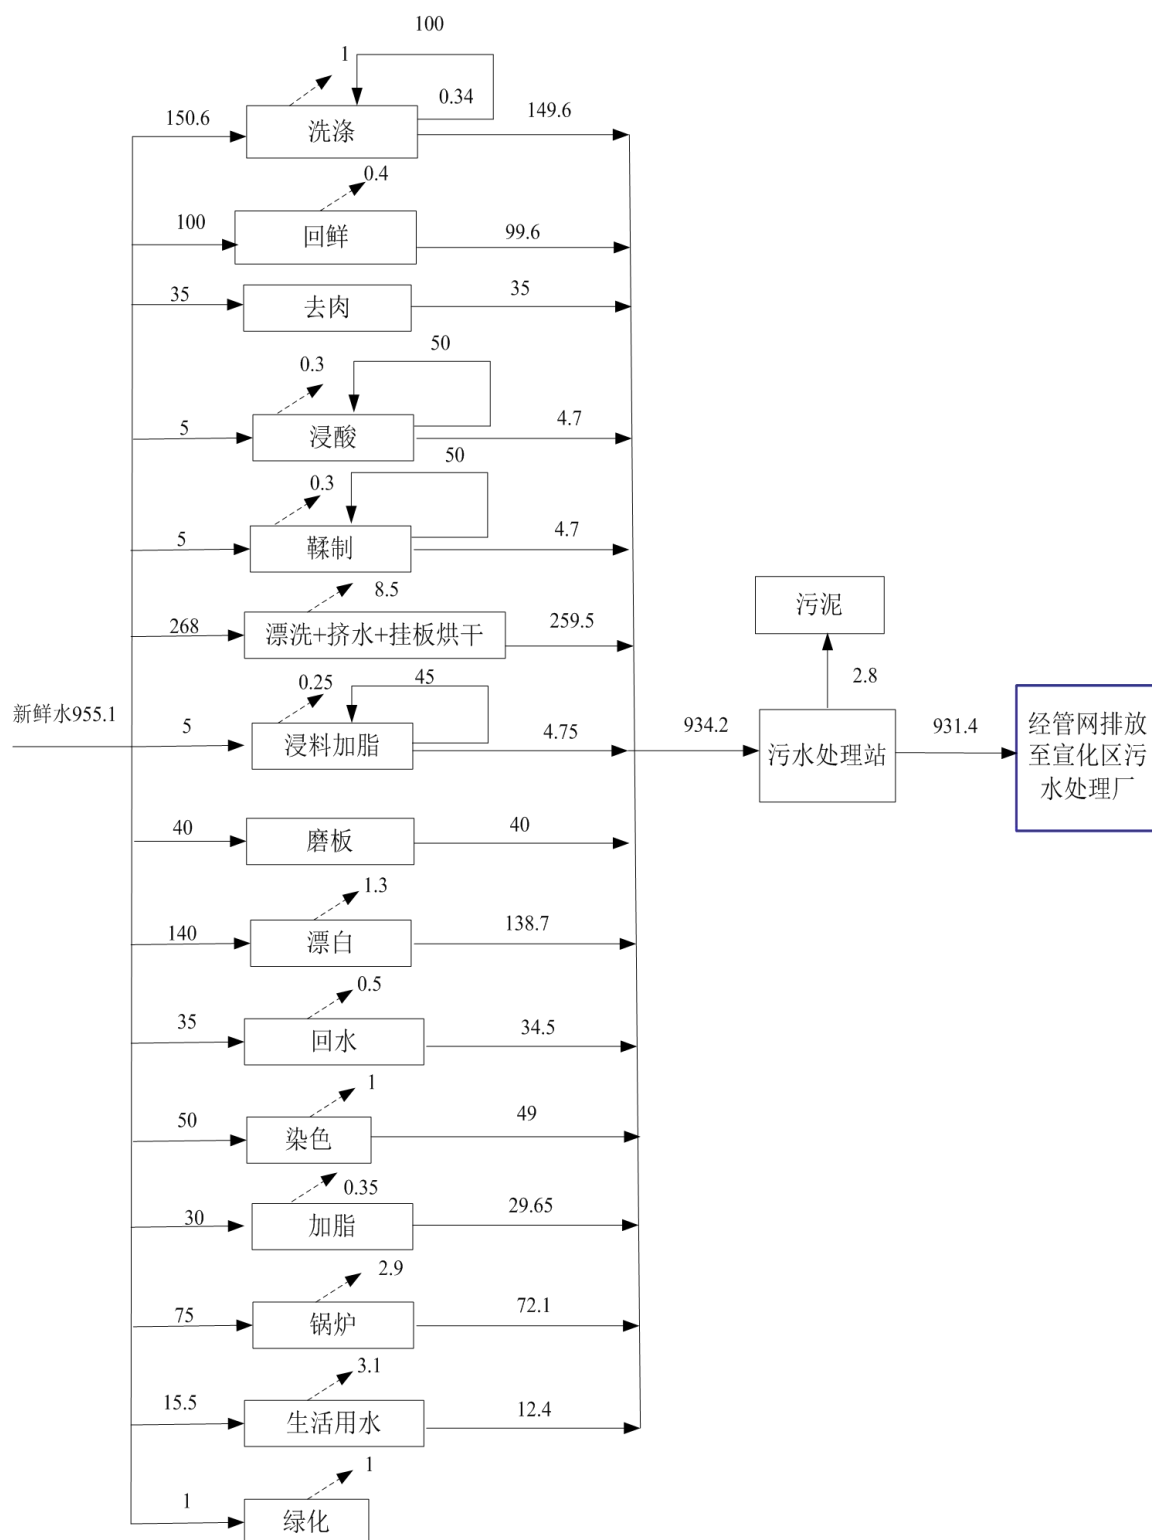 100
1
0.34
150.6
洗涤
149.6
0.4
100
回鲜
99.6
35
去肉
35
50
0.3
5
浸酸
4.7
50
0.3
5
鞣制
4.7
8.5
268
漂洗+挤水+挂板烘干
259.5
污泥
2.8
0.25
45
新鲜水955.1
5
浸料加脂
4.75
934.2
污水处理站
931.4
经管网排放
至宣化区污
水处理厂
40
磨板
40
1.3
140
漂白
138.7
0.5
35
回水
34.5
1
50
染色
49
0.35
30
加脂
29.65
2.9
75
锅炉
72.1
3.1
15.5
生活用水
12.4
1
1
绿化